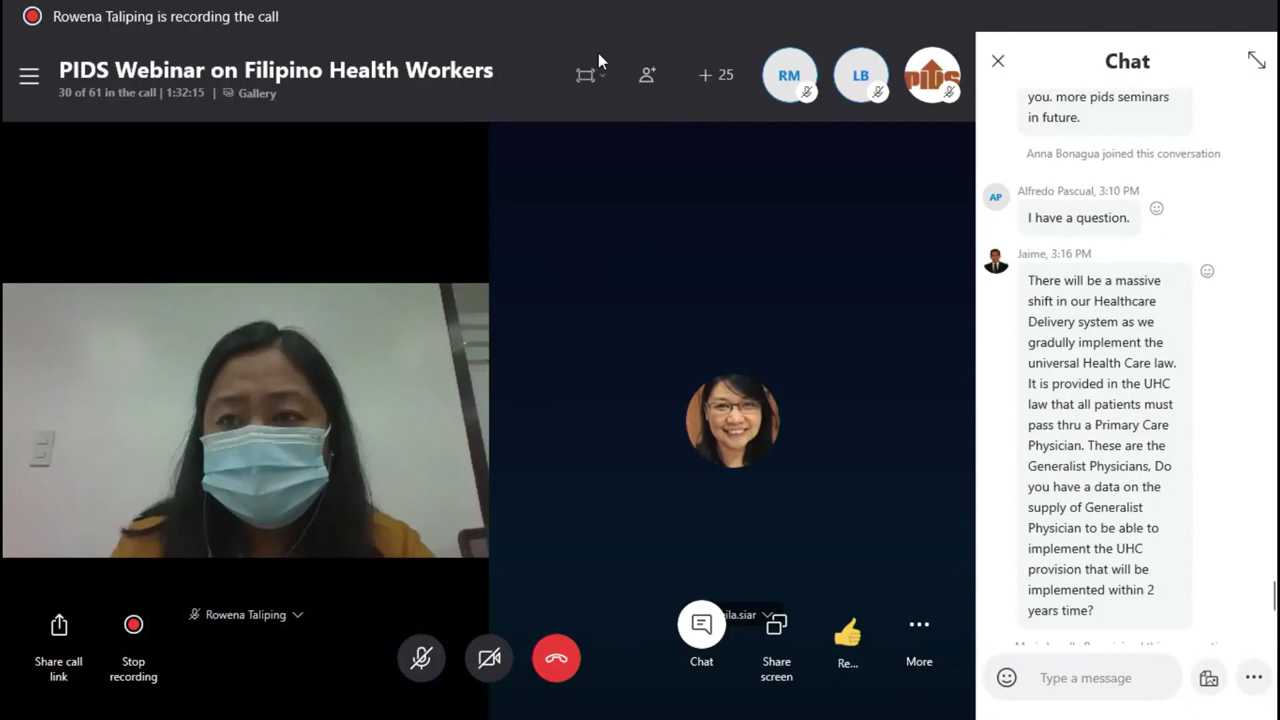 Rowena Taliping is recording the call
PIDS Webinar on Filipino Health Workers
30 of 61 in the call | 1:32:15 | Gallery
+ 25
RM
LB
PIDS
Rowena Taliping
ila.siar
Share call
link
Stop
recording
Chat
Share
screen
Re...
More
Chat
you. more pids seminars
in future.
Anna Bonagua joined this conversation
AP
Alfredo Pascual, 3:10 PM
I have a question.
Jaime, 3:16 PM
There will be a massive
shift in our Healthcare
Delivery system as we
gradully implement the
universal Health Care law.
It is provided in the UHC
law that all patients must
pass thru a Primary Care
Physician. These are the
Generalist Physicians, Do
you have a data on the
supply of Generalist
Physician to be able to
implement the UHC
provision that will be
implemented within 2
years time?
Type a message